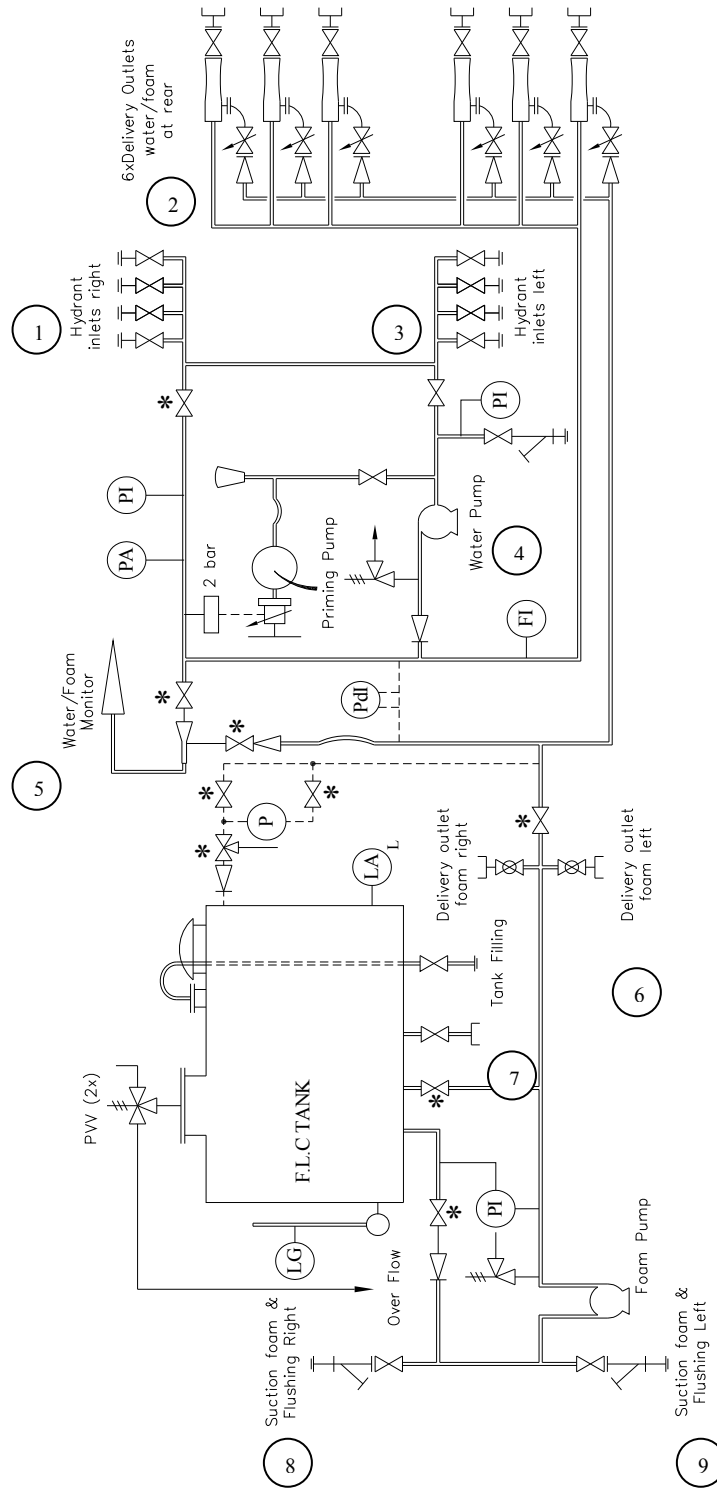 6xDelivery Outlets
water/foam
at rear
2
1
Hydrant
inlets right
3
Hydrant
inlets left
*
PI
PA
2 bar
Priming Pump
PI
Water Pump
4
FI
Water/Foam
Monitor
5
*
*
PdI
*
*
*
P
LA
L
Delivery outlet
foam right
*
Delivery outlet
foam left
6
Tank Filling
7
*
PVV (2x)
F.L.C TANK
LG
Over Flow
*
PI
Foam Pump
Suction foam &
Flushing Right
8
Suction foam &
Flushing Left
9